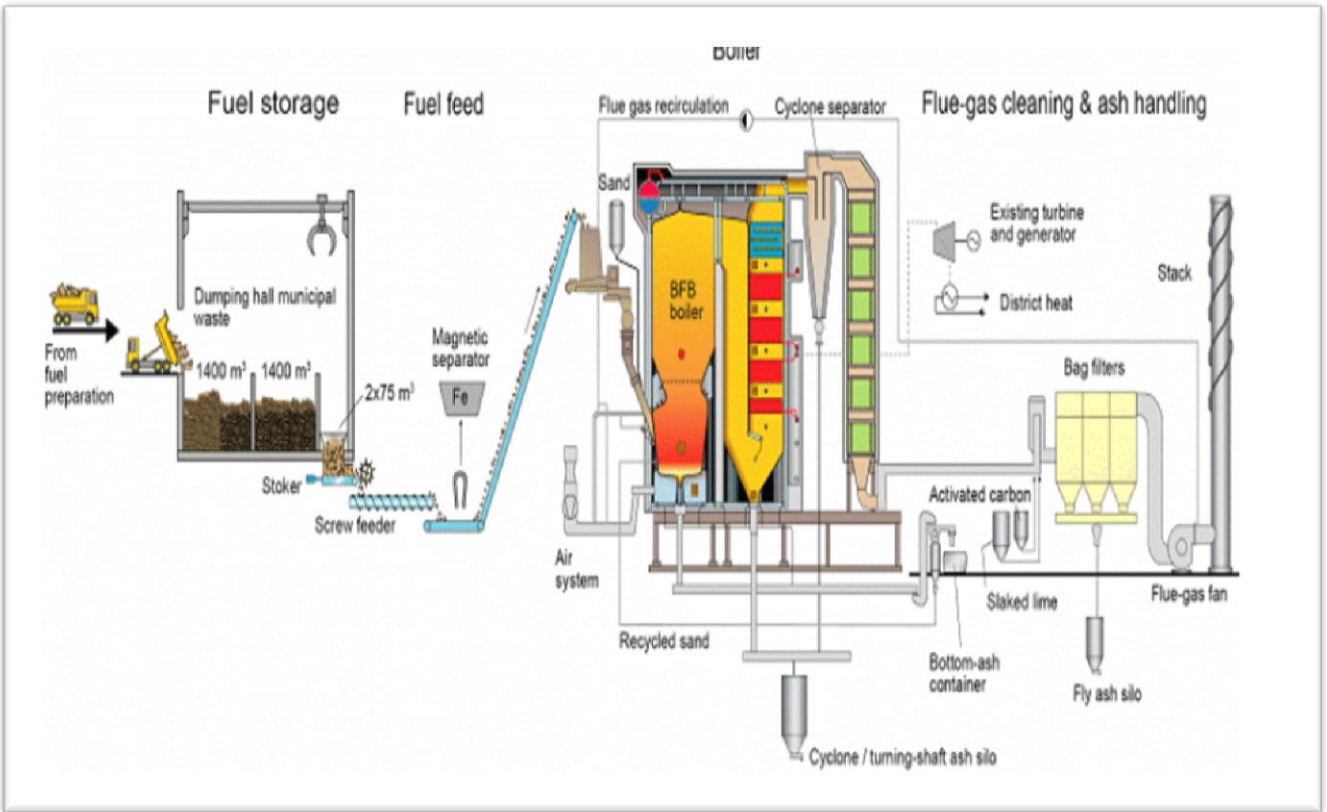 Boiler
Fuel storage
Fuel feed
Flue gas recirculation
Cyclone separator
Flue-gas cleaning & ash handling
Sand
Existing turbine
and generator
Stack
District heat
BFB
boiler
Dumping hall municipal
waste
From
fuel
preparation
1400 m³
1400 m³
2x75 m³
Magnetic
separator
Fe
Bag filters
Stoker
Screw feeder
Activated carbon
Air
system
Slaked lime
Flue-gas fan
Recycled sand
Bottom-ash
container
Fly ash silo
Cyclone / turning-shaft ash silo